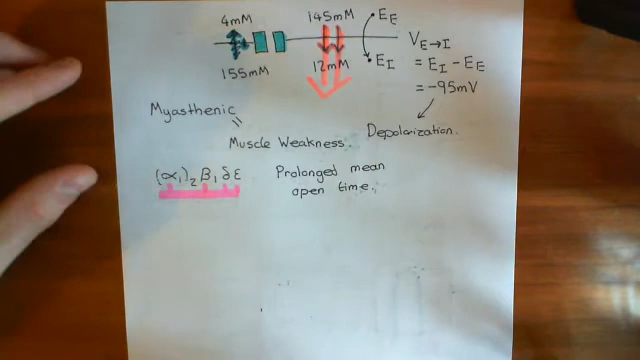 4mM 145mM E_E
155mM 12mM E_I
V_E→I
= E_I − E_E
= −95mV
Myasthenic
Muscle Weakness.
Depolarization.
(α₁)₂ β₁ δ ε
Prolonged mean
open time.